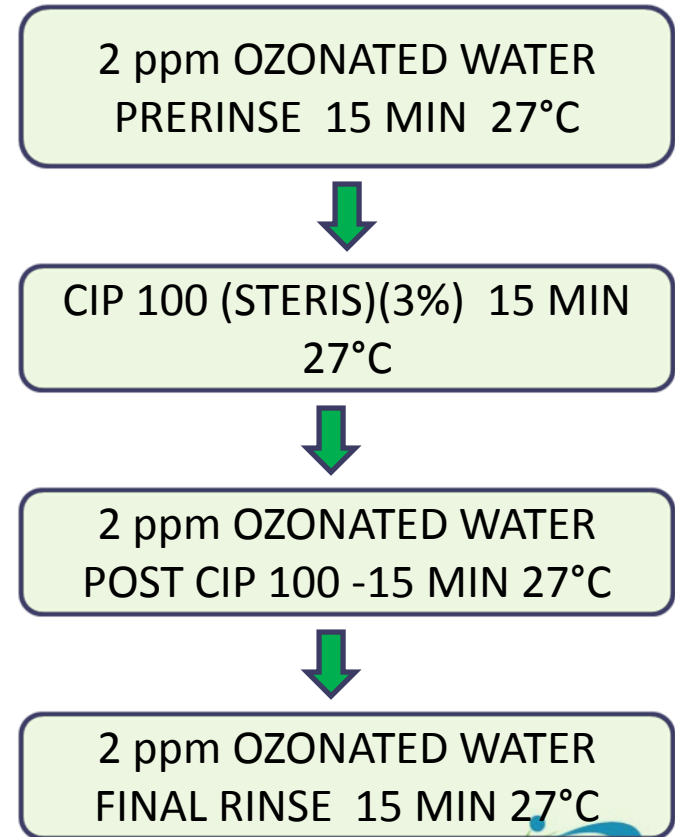 2 ppm OZONATED WATER
PRERINSE 15 MIN 27°C
CIP 100 (STERIS)(3%) 15 MIN
27°C
2 ppm OZONATED WATER
POST CIP 100 -15 MIN 27°C
2 ppm OZONATED WATER
FINAL RINSE 15 MIN 27°C